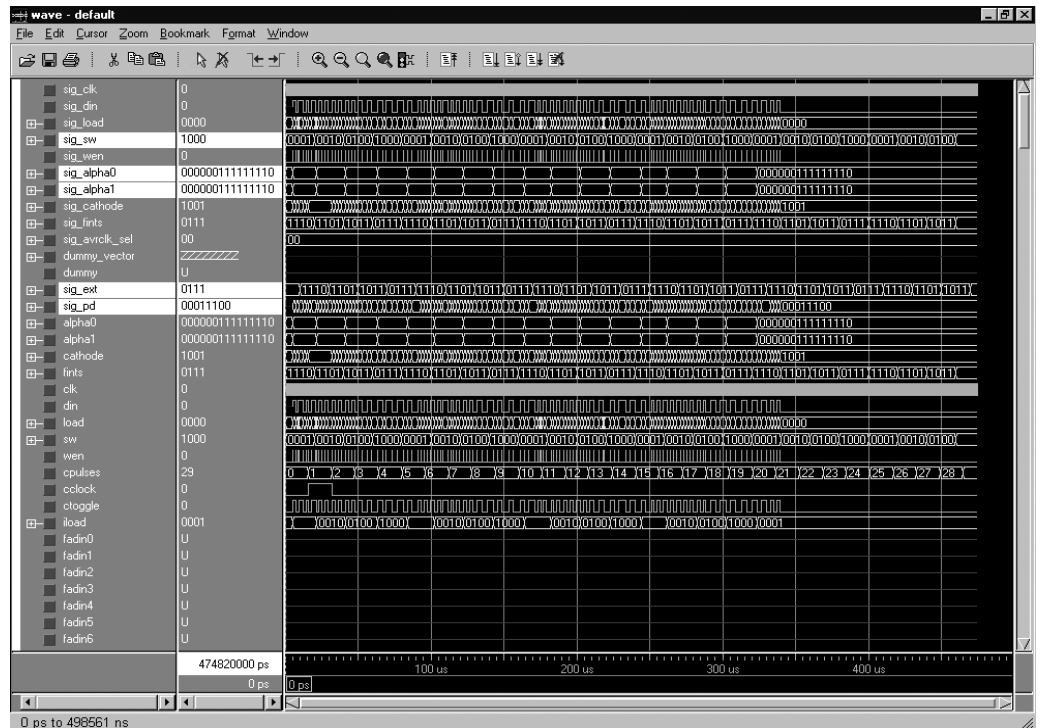 wave - default
File Edit Cursor Zoom Bookmark Format Window
sig_clk 0
sig_din 0
sig_load 0000 0000
sig_sw 1000 0001 0010 0100 1000 0001 0010 0100 1000 0001 0010 0100 1000 0001 0010 0100 1000 0001 0010 0100 1000 0001 0010 0100
sig_wen 0
sig_alpha0 000000111111110 000000111111110
sig_alpha1 000000111111110 000000111111110
sig_cathode 1001 1001
sig_fints 0111 1110 1101 1011 0111 1110 1101 1011 0111 1110 1101 1011 0111 1110 1101 1011 0111 1110 1101 1011 0111 1110 1101 1011
sig_avrclk_sel 00 00
dummy_vector ZZZZZZZZ
dummy U
sig_ext 0111 1110 1101 1011 0111 1110 1101 1011 0111 1110 1101 1011 0111 1110 1101 1011 0111 1110 1101 1011 0111 1110 1101 1011
sig_pd 00011100 00011100
alpha0 000000111111110 000000111111110
alpha1 000000111111110 000000111111110
cathode 1001 1001
fints 0111 1110 1101 1011 0111 1110 1101 1011 0111 1110 1101 1011 0111 1110 1101 1011 0111 1110 1101 1011 0111 1110 1101 1011
clk 0
din 0
load 0000 0000
sw 1000 0001 0010 0100 1000 0001 0010 0100 1000 0001 0010 0100 1000 0001 0010 0100 1000 0001 0010 0100 1000 0001 0010 0100
wen 0
cpulses 29 0 1 2 3 4 5 6 7 8 9 10 11 12 13 14 15 16 17 18 19 20 21 22 23 24 25 26 27 28
cclock 0
ctoggle 0
iload 0001 0010 0100 1000 0010 0100 1000 0010 0100 1000 0010 0100 1000 0001
fadin0 U
fadin1 U
fadin2 U
fadin3 U
fadin4 U
fadin5 U
fadin6 U
474820000 ps 100 us 200 us 300 us 400 us
0 ps 0 ps
0 ps to 498561 ns